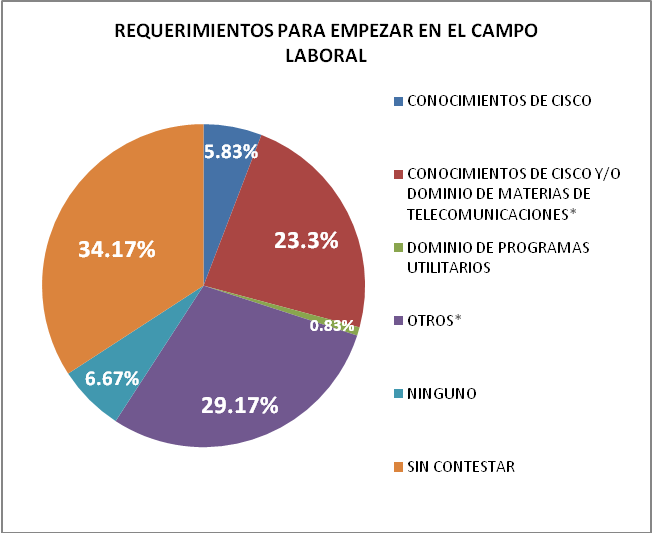 REQUERIMIENTOS PARA EMPEZAR EN EL CAMPO
LABORAL
5.83%
23.3%
0.83%
29.17%
6.67%
34.17%
CONOCIMIENTOS DE CISCO
CONOCIMIENTOS DE CISCO Y/O
DOMINIO DE MATERIAS DE
TELECOMUNICACIONES*
DOMINIO DE PROGRAMAS
UTILITARIOS
OTROS*
NINGUNO
SIN CONTESTAR